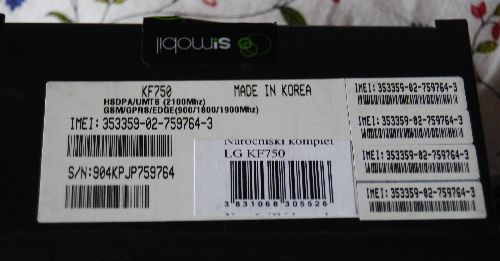 simobil
KF750 MADE IN KOREA
HSDPA/UMTS (2100Mhz)
GSM/GPRS/EDGE(900/1800/1900Mhz)
IMEI: 353359-02-759764-3
S/N:904KPJP759764
Naročniški komplet
LG KF750
3831068305526
IMEI: 353359-02-759764-3
IMEI: 353359-02-759764-3
IMEI: 353359-02-759764-3
IMEI: 353359-02-759764-3